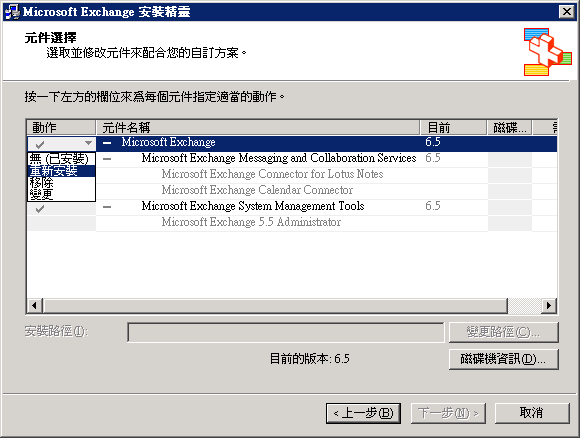 Microsoft Exchange 安裝精靈
元件選擇
選取並修改元件來配合您的自訂方案。
按一下左方的欄位來為每個元件指定適當的動作。
動作 元件名稱 目前 磁碟...
Microsoft Exchange 6.5
無 (已安裝) Microsoft Exchange Messaging and Collaboration Services 6.5
重新安裝 Microsoft Exchange Connector for Lotus Notes
移除 Microsoft Exchange Calendar Connector
變更
Microsoft Exchange System Management Tools 6.5
Microsoft Exchange 5.5 Administrator
安裝路徑(I): 變更路徑(C)...
目前的版本: 6.5 磁碟機資訊(D)...
< 上一步(B) 下一步(N) > 取消